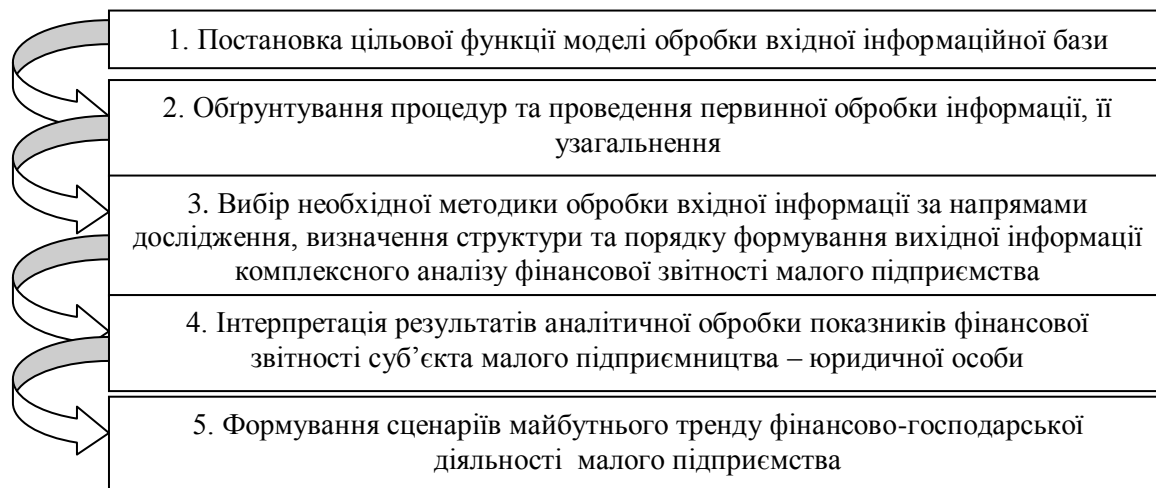 1. Постановка цільової функції моделі обробки вхідної інформаційної бази
2. Обґрунтування процедур та проведення первинної обробки інформації, її
узагальнення
3. Вибір необхідної методики обробки вхідної інформації за напрямами
дослідження, визначення структури та порядку формування вихідної інформації
комплексного аналізу фінансової звітності малого підприємства
4. Інтерпретація результатів аналітичної обробки показників фінансової
звітності суб’єкта малого підприємництва – юридичної особи
5. Формування сценаріїв майбутнього тренду фінансово-господарської
діяльності малого підприємства